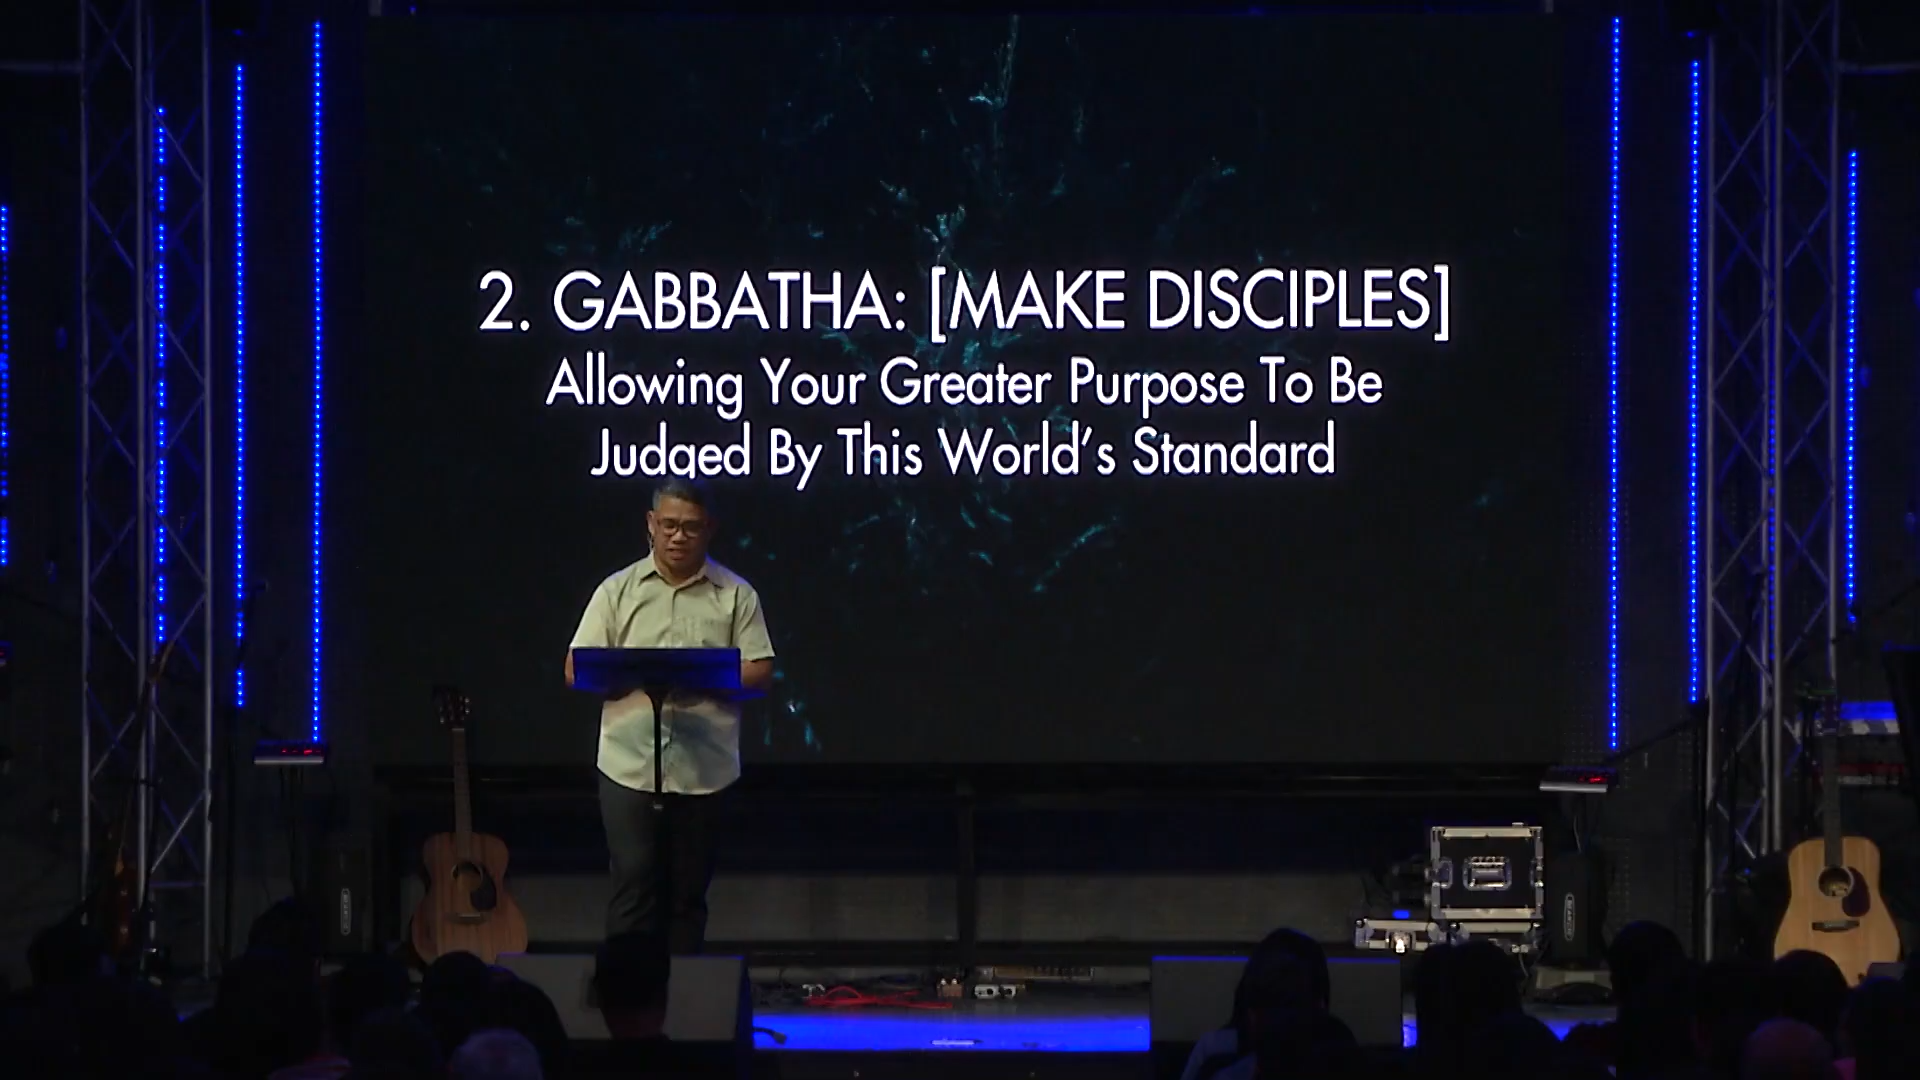 2. GABBATHA: [MAKE DISCIPLES]
Allowing Your Greater Purpose To Be
Judged By This World's Standard